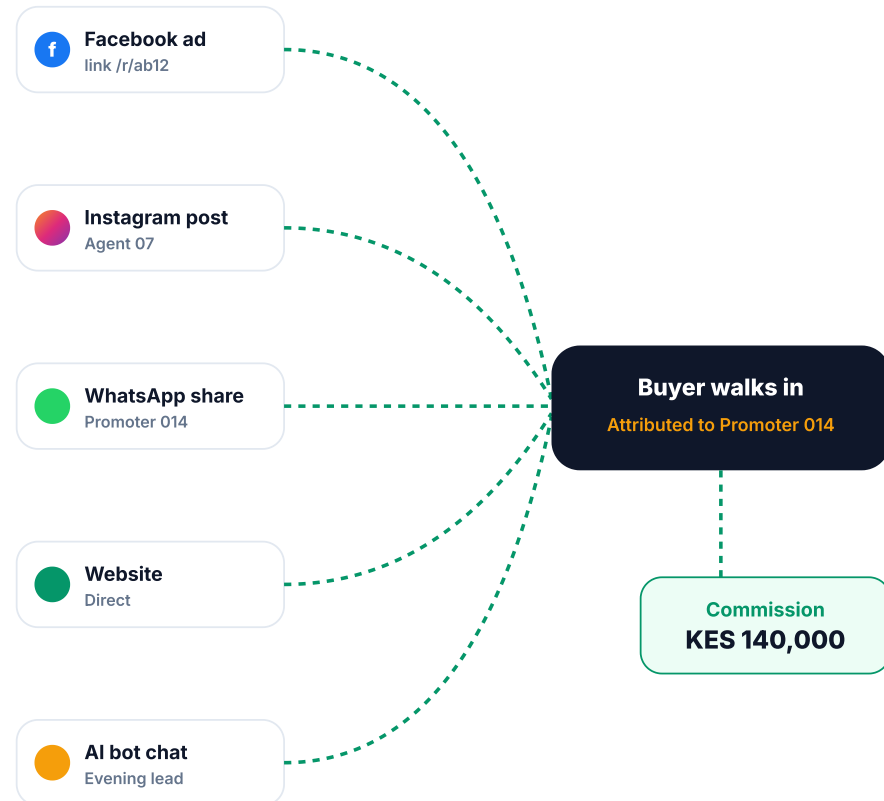 f
Facebook ad
link /r/ab12
Instagram post
Agent 07
WhatsApp share
Promoter 014
Website
Direct
AI bot chat
Evening lead
Buyer walks in
Attributed to Promoter 014
Commission
KES 140,000